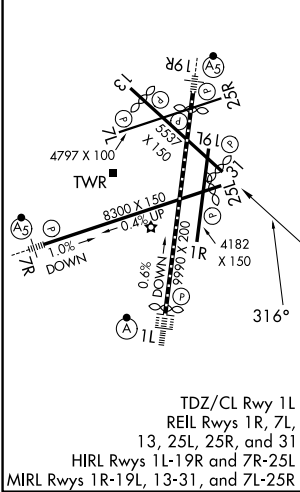 19R
A5
13
P
P
25R
5537
X 150
7L
P
19L
4797 X 100
P
TWR
25L-31
8300 X 150
0.4% UP
A5
1.0%
DOWN
7R
P
1R
4182
X 150
9990 X 200
0.6%
DOWN
P
A
1L
316°
TDZ/CL Rwy 1L
REIL Rwys 1R, 7L,
13, 25L, 25R, and 31
HIRL Rwys 1L-19R and 7R-25L
MIRL Rwys 1R-19L, 13-31, and 7L-25R